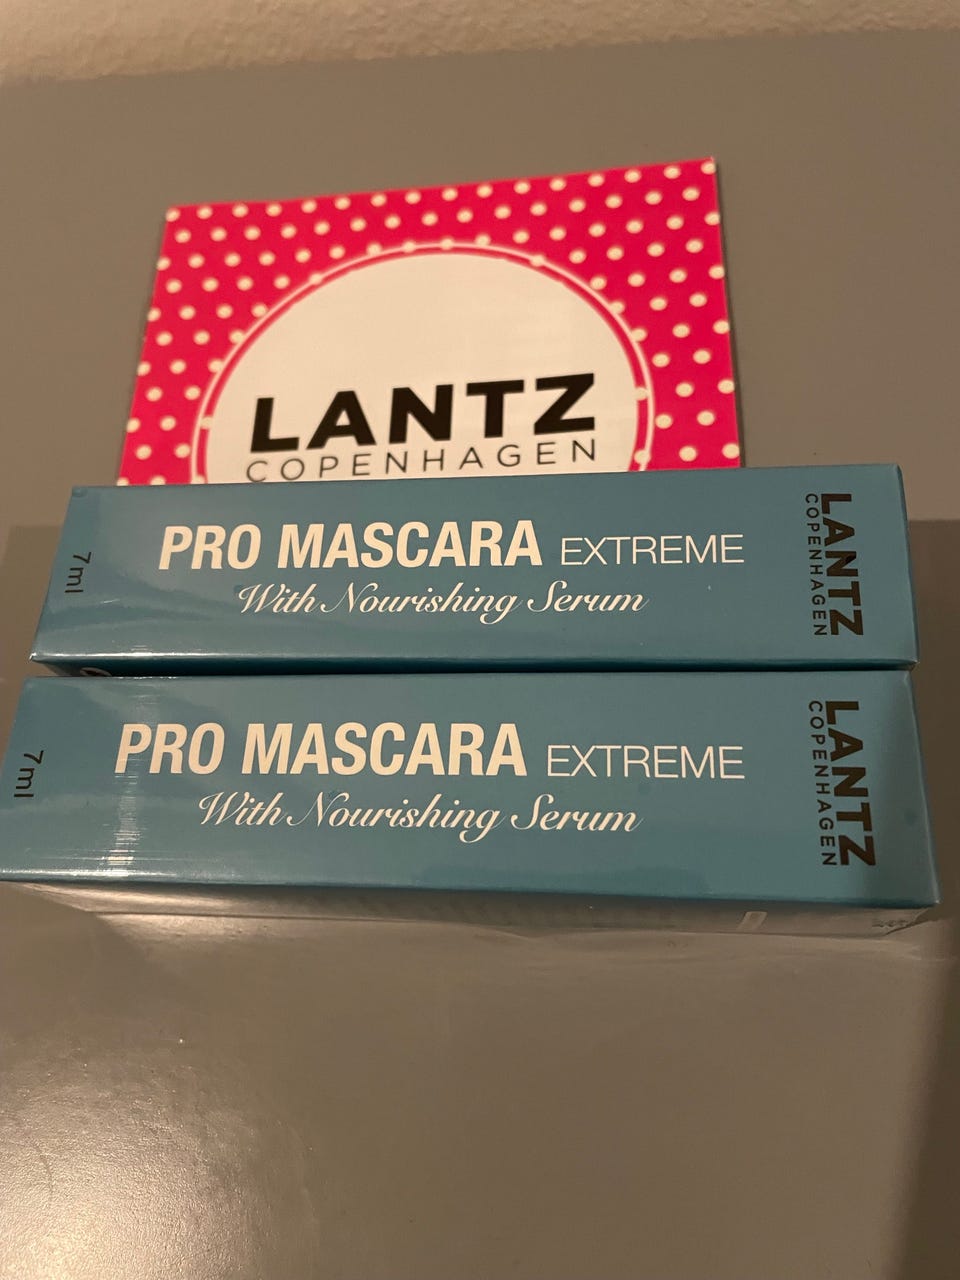 LANTZ
COPENHAGEN
7ml
PRO MASCARA EXTREME
With Nourishing Serum
LANTZ
COPENHAGEN
7ml
PRO MASCARA EXTREME
With Nourishing Serum
LANTZ
COPENHAGEN